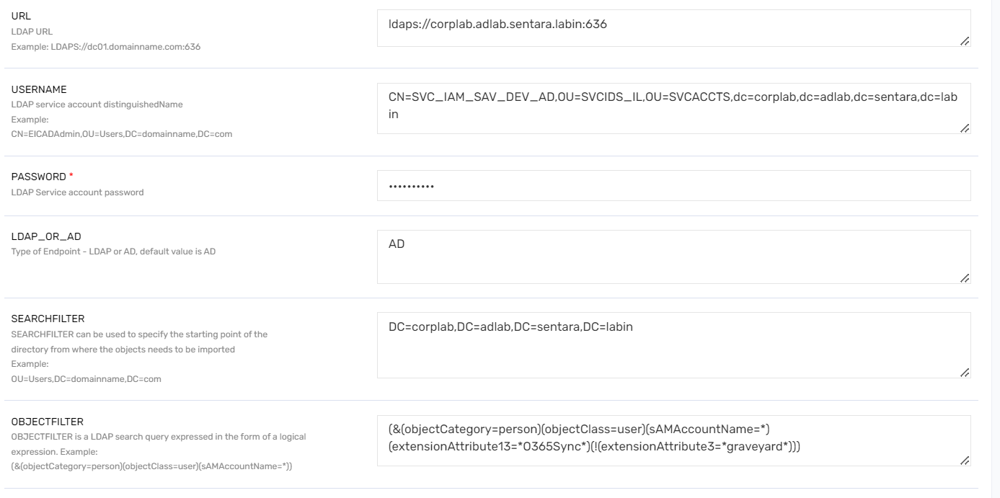 URL
LDAP URL
Example: LDAPS://dc01.domainname.com:636
ldaps://corplab.adlab.sentara.labin:636
USERNAME
LDAP service account distinguishedName
Example:
CN=EICADAdmin,OU=Users,DC=domainname,DC=com
CN=SVC_IAM_SAV_DEV_AD,OU=SVCIDS_IL,OU=SVCACCTS,dc=corplab,dc=adlab,dc=sentara,dc=lab
in
PASSWORD *
LDAP Service account password
••••••••••
LDAP_OR_AD
Type of Endpoint - LDAP or AD, default value is AD
AD
SEARCHFILTER
SEARCHFILTER can be used to specify the starting point of the
directory from where the objects needs to be imported
Example:
OU=Users,DC=domainname,DC=com
DC=corplab,DC=adlab,DC=sentara,DC=labin
OBJECTFILTER
OBJECTFILTER is a LDAP search query expressed in the form of a logical
expression. Example:
(&(objectCategory=person)(objectClass=user)(sAMAccountName=*))
(&(objectCategory=person)(objectClass=user)(sAMAccountName=*)
(extensionAttribute13=*O365Sync*)(!(extensionAttribute3=*graveyard*)))